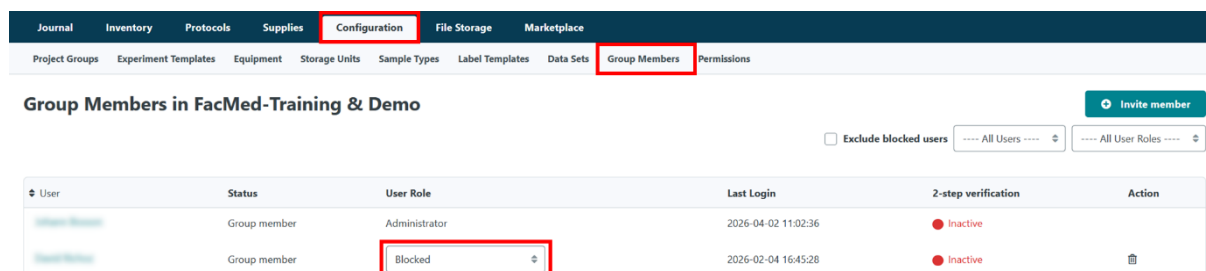 Journal Inventory Protocols Supplies Configuration File Storage Marketplace
Project Groups Experiment Templates Equipment Storage Units Sample Types Label Templates Data Sets Group Members Permissions
Group Members in FacMed-Training & Demo
Invite member
Exclude blocked users ---- All Users ---- ---- All User Roles ----
User Status User Role Last Login 2-step verification Action
Group member Administrator 2026-04-02 11:02:36 Inactive
Group member Blocked 2026-02-04 16:45:28 Inactive